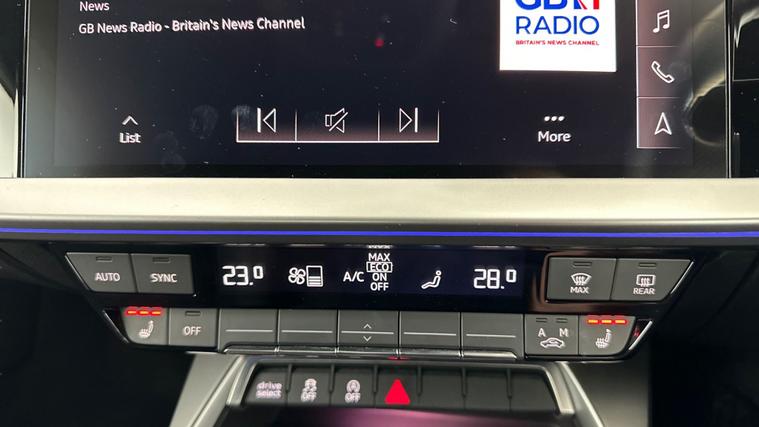 News
GB News Radio - Britain's News Channel
RADIO
BRITAIN'S NEWS CHANNEL
List
More
AUTO
SYNC
23.0
A/C
MAX
ECO
ON
OFF
28.0
MAX
REAR
OFF
A M
drive
select
OFF
OFF